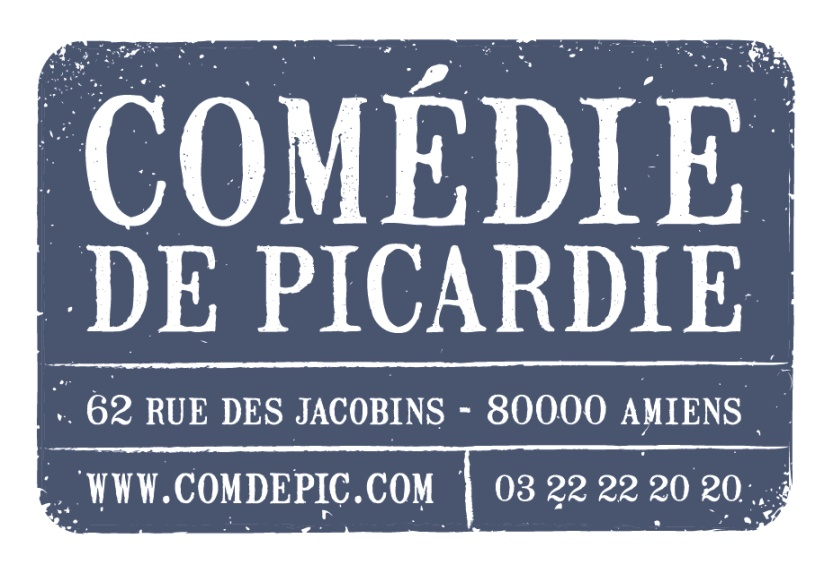 COMÉDIE
DE PICARDIE
62 RUE DES JACOBINS - 80000 AMIENS
WWW.COMDEPIC.COM 03 22 22 20 20